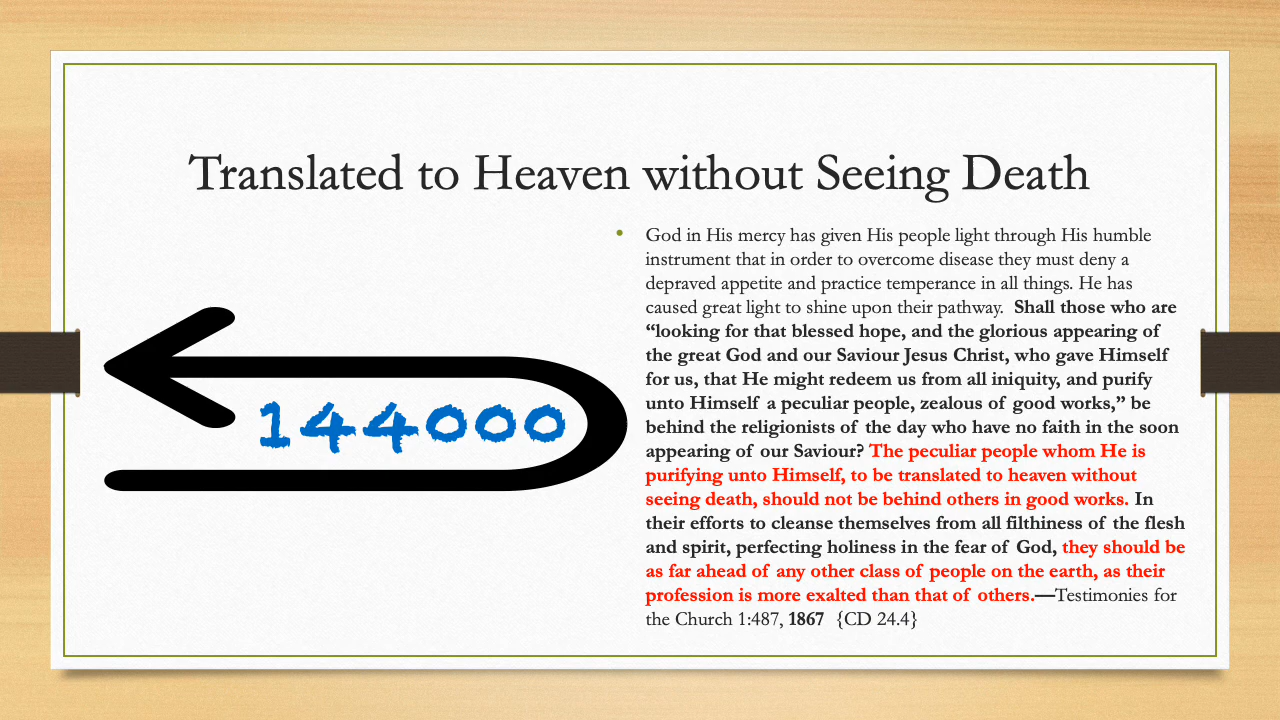 Translated to Heaven without Seeing Death
144000
• God in His mercy has given His people light through His humble
instrument that in order to overcome disease they must deny a
depraved appetite and practice temperance in all things. He has
caused great light to shine upon their pathway. Shall those who are
“looking for that blessed hope, and the glorious appearing of
the great God and our Saviour Jesus Christ, who gave Himself
for us, that He might redeem us from all iniquity, and purify
unto Himself a peculiar people, zealous of good works,” be
behind the religionists of the day who have no faith in the soon
appearing of our Saviour? The peculiar people whom He is
purifying unto Himself, to be translated to heaven without
seeing death, should not be behind others in good works. In
their efforts to cleanse themselves from all filthiness of the flesh
and spirit, perfecting holiness in the fear of God, they should be
as far ahead of any other class of people on the earth, as their
profession is more exalted than that of others.—Testimonies for
the Church 1:487, 1867 {CD 24.4}